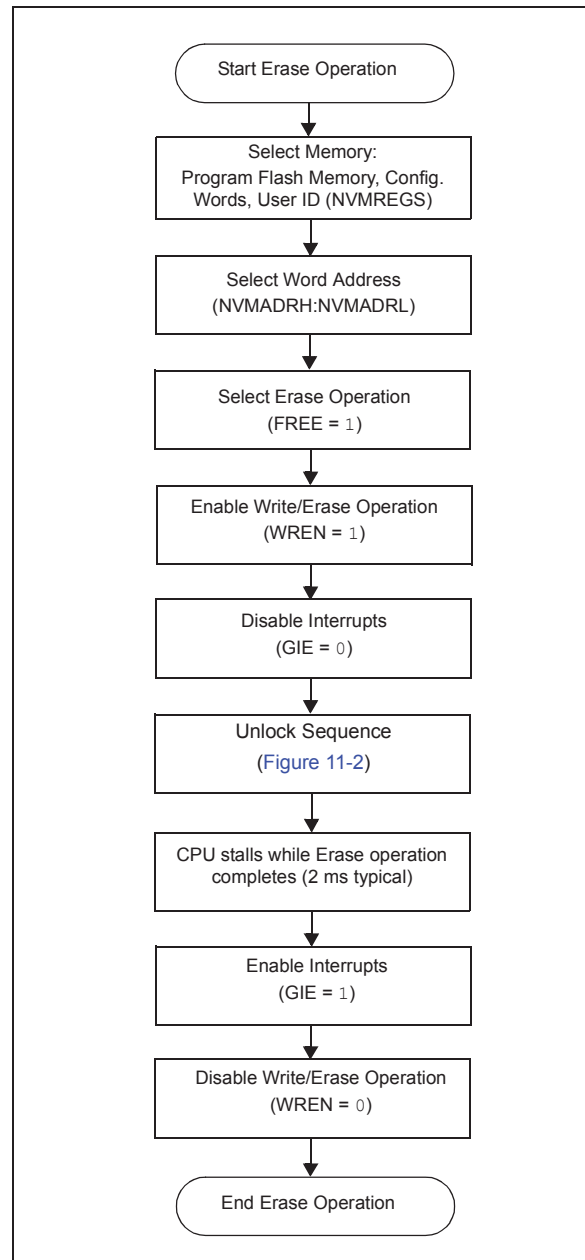 Start Erase Operation
Select Memory:
Program Flash Memory, Config.
Words, User ID (NVMREGS)
Select Word Address
(NVMADRH:NVMADRL)
Select Erase Operation
(FREE = 1)
Enable Write/Erase Operation
(WREN = 1)
Disable Interrupts
(GIE = 0)
Unlock Sequence
(Figure 11-2)
CPU stalls while Erase operation
completes (2 ms typical)
Enable Interrupts
(GIE = 1)
Disable Write/Erase Operation
(WREN = 0)
End Erase Operation